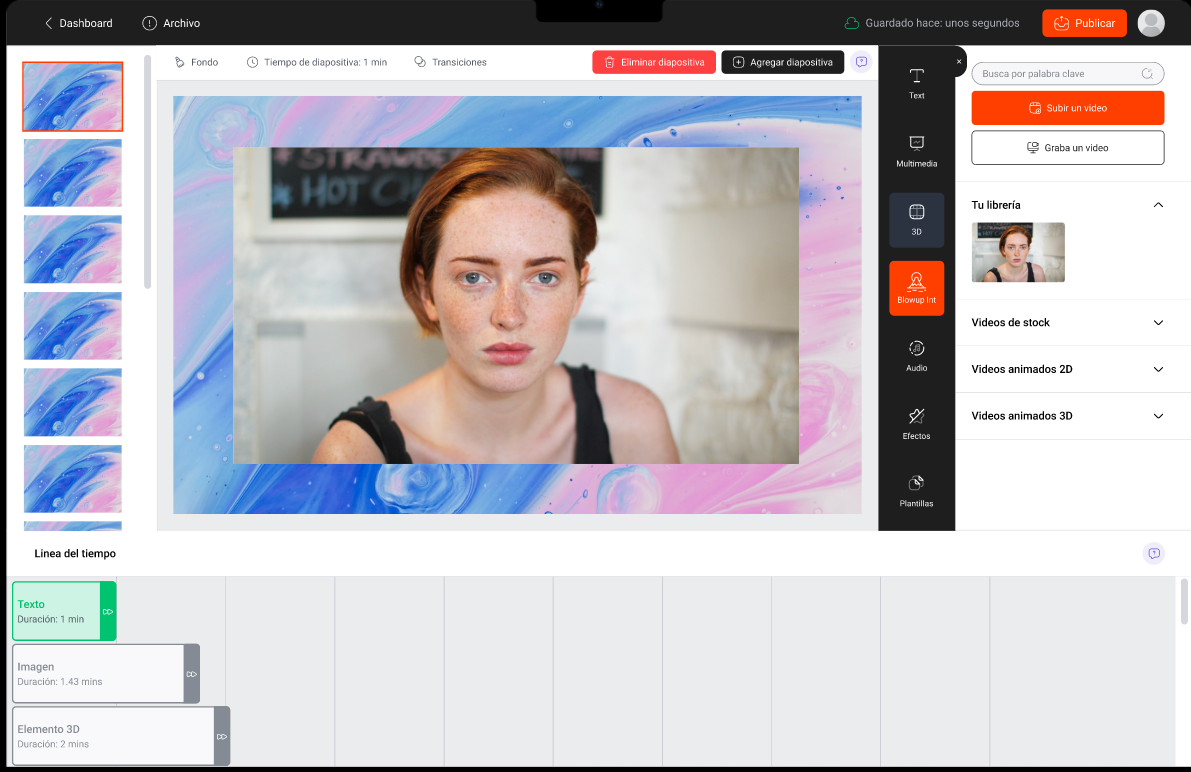 Dashboard
Archivo
Guardado hace: unos segundos
Publicar
Fondo
Tiempo de diapositiva: 1 min
Transiciones
Eliminar diapositiva
Agregar diapositiva
HOT
Text
Multimedia
3D
Blowup Int
Audio
Efectos
Plantillas
Busca por palabra clave
Subir un video
Graba un video
Tu librería
Videos de stock
Videos animados 2D
Videos animados 3D
Linea del tiempo
Texto
Duración: 1 min
Imagen
Duración: 1.43 mins
Elemento 3D
Duración: 2 mins